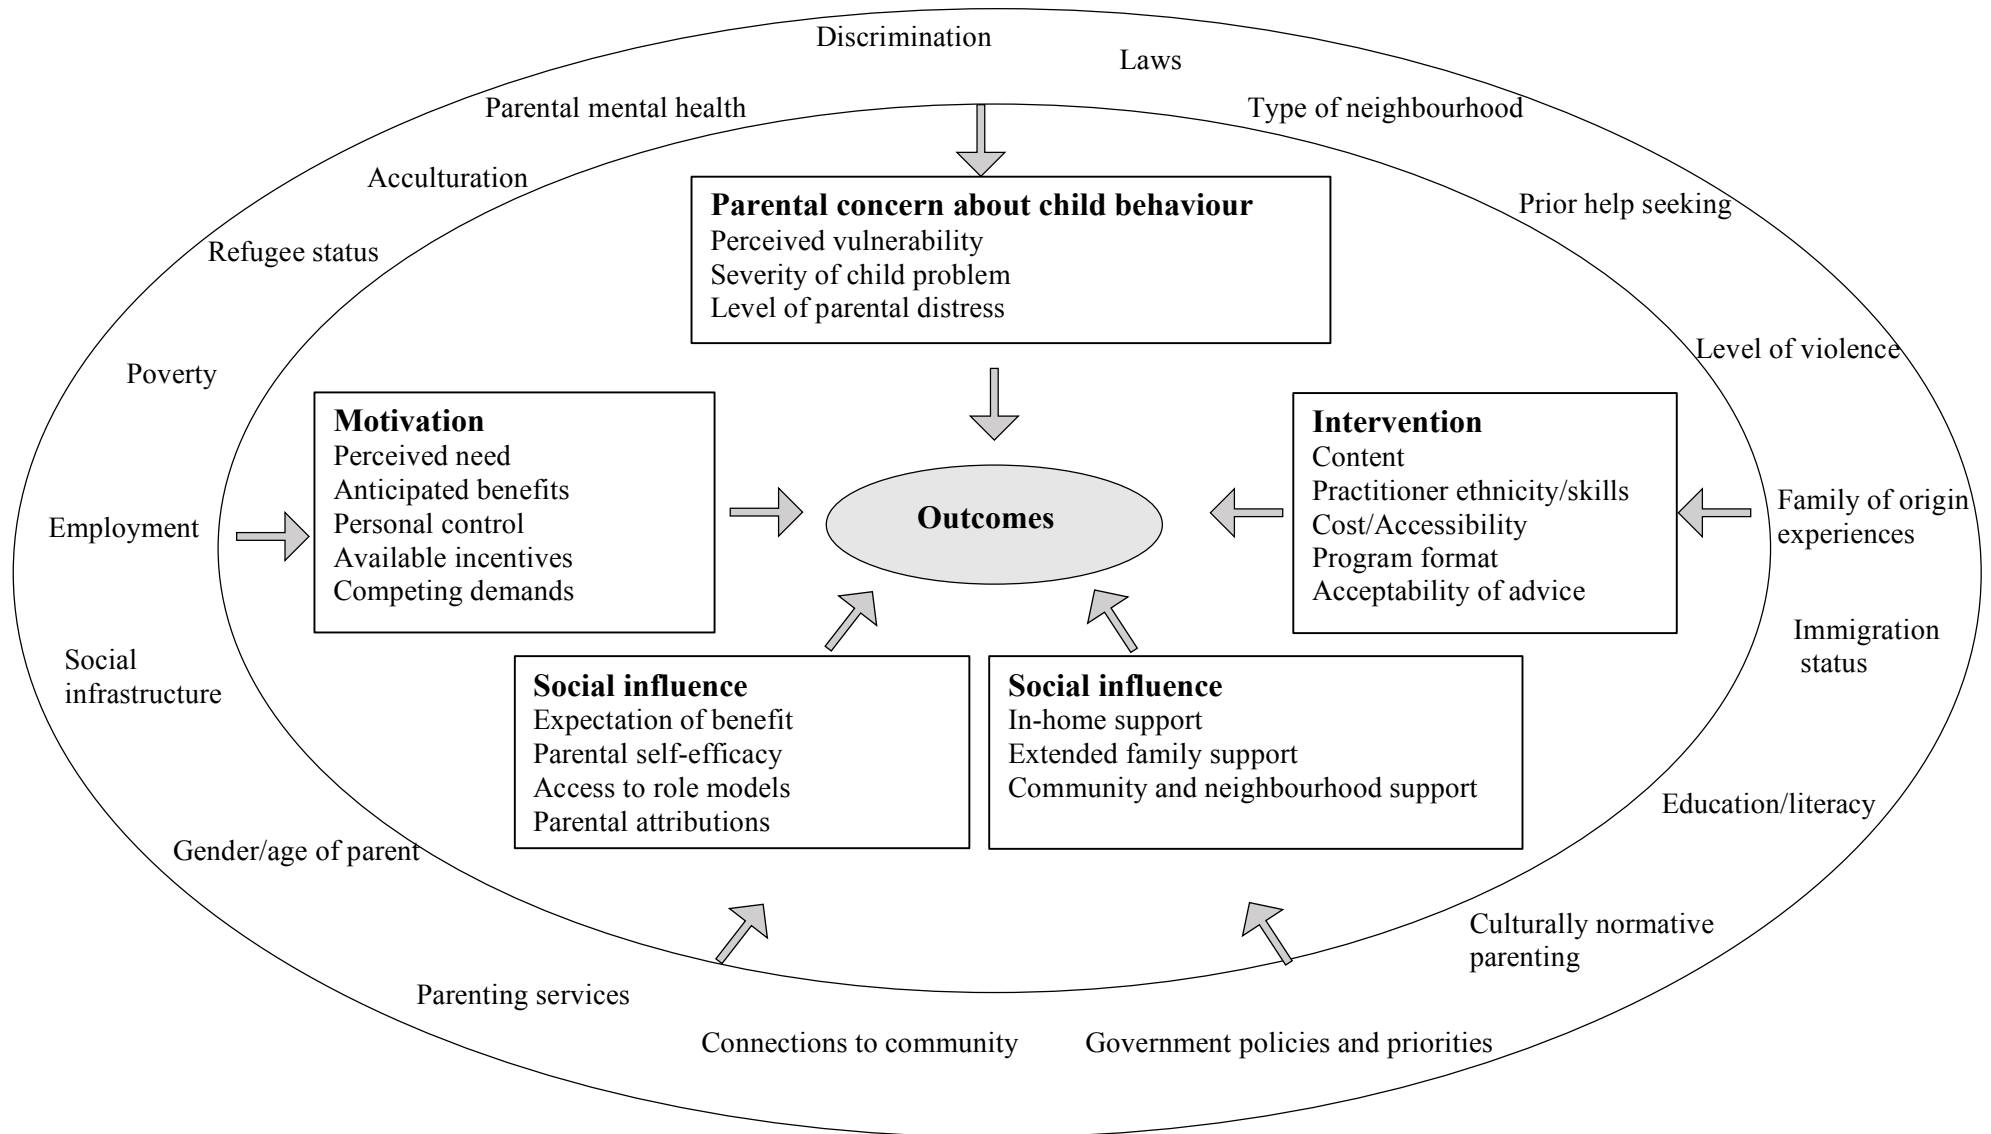 Discrimination
Laws
Parental mental health
Type of neighbourhood
Acculturation
Prior help seeking
Refugee status
Parental concern about child behaviour
Perceived vulnerability
Severity of child problem
Level of parental distress
Level of violence
Poverty
Motivation
Perceived need
Anticipated benefits
Personal control
Available incentives
Competing demands
Intervention
Content
Practitioner ethnicity/skills
Cost/Accessibility
Program format
Acceptability of advice
Outcomes
Employment
Family of origin
experiences
Social
infrastructure
Immigration
status
Social influence
Expectation of benefit
Parental self-efficacy
Access to role models
Parental attributions
Social influence
In-home support
Extended family support
Community and neighbourhood support
Education/literacy
Gender/age of parent
Culturally normative
parenting
Parenting services
Connections to community
Government policies and priorities